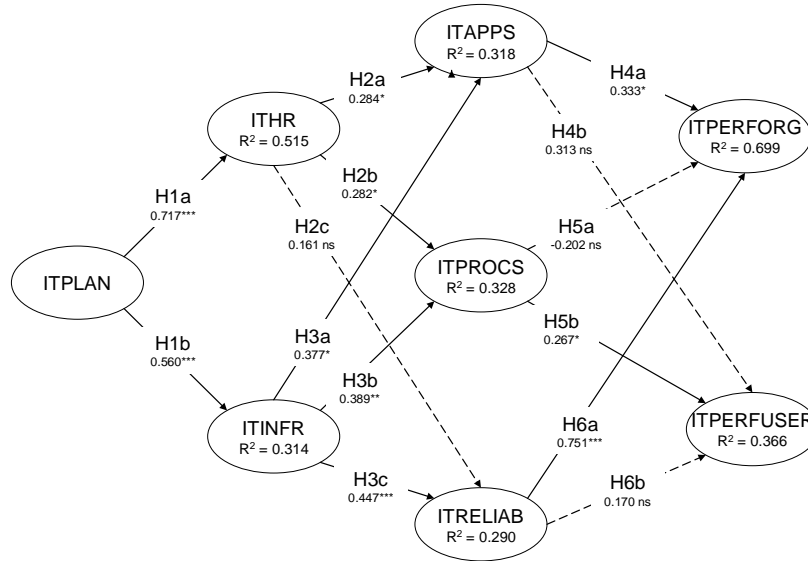 ITAPPS
R² = 0.318
H2a
0.284*
H4a
0.333*
ITHR
R² = 0.515
H4b
0.313 ns
ITPERFORG
R² = 0.699
H2b
0.282*
H1a
0.717***
H2c
0.161 ns
H5a
-0.202 ns
ITPLAN
ITPROCS
R² = 0.328
H1b
0.560***
H3a
0.377*
H5b
0.267*
H3b
0.389**
ITINFR
R² = 0.314
H6a
0.751***
ITPERFUSER
R² = 0.366
H3c
0.447***
H6b
0.170 ns
ITRELIAB
R² = 0.290